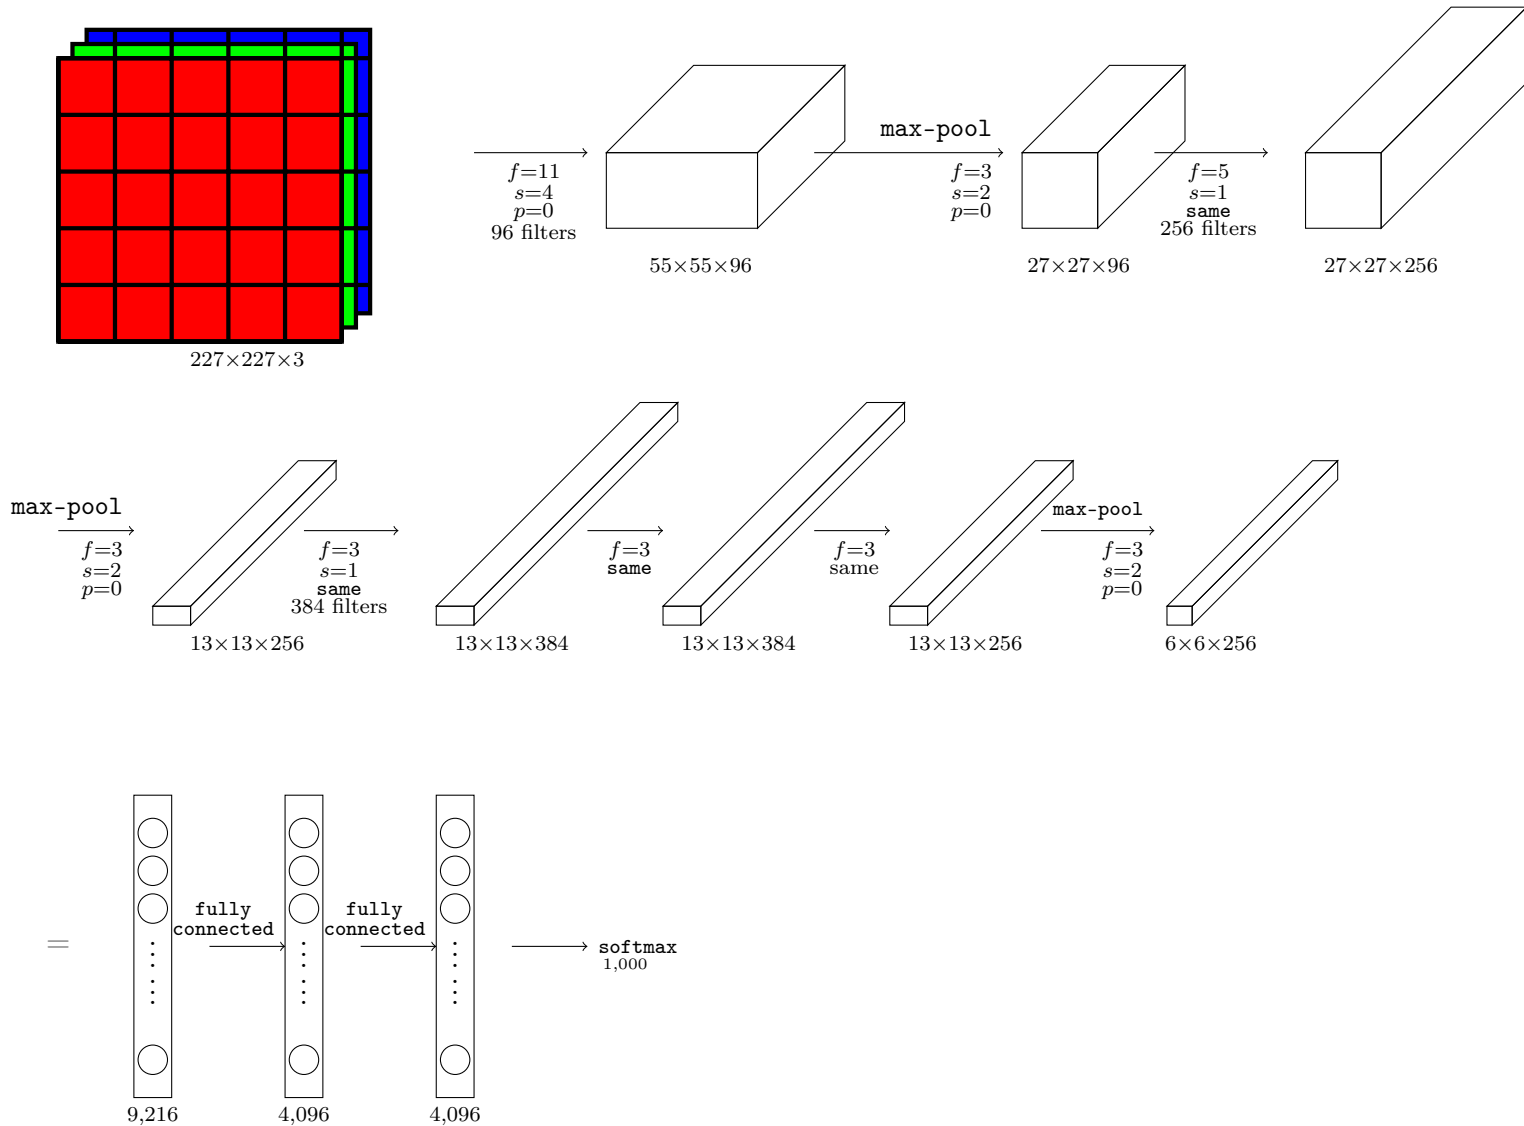 max-pool
f=11
s=4
p=0
96 filters
f=3
s=2
p=0
f=5
s=1
same
256 filters
55×55×96
27×27×96
27×27×256
227×227×3
max-pool
f=3
s=2
p=0
f=3
s=1
same
384 filters
f=3
same
f=3
same
max-pool
f=3
s=2
p=0
13×13×256
13×13×384
13×13×384
13×13×256
6×6×256
=
fully
connected
fully
connected
softmax
1,000
9,216
4,096
4,096